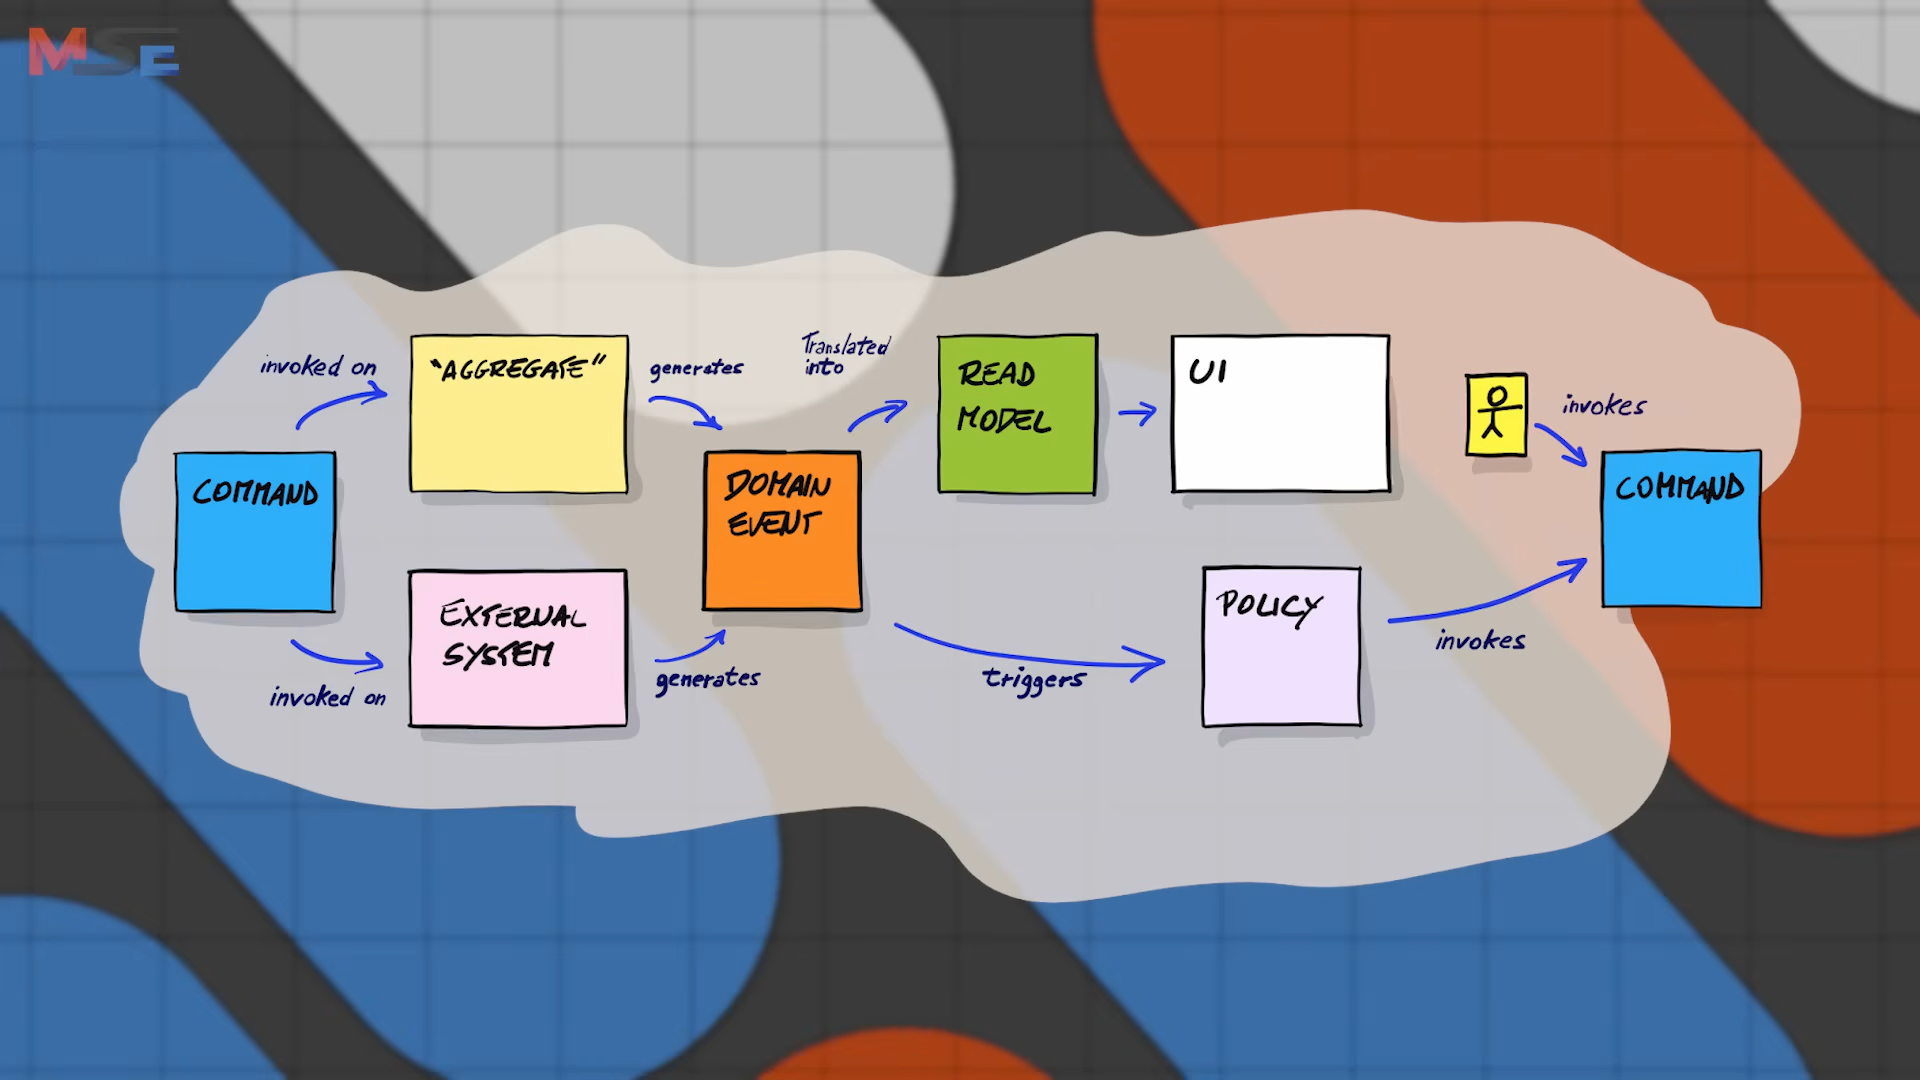 MSE
invoked on
"AGGREGATE"
generates
Translated
into
READ
MODEL
UI
invokes
COMMAND
DOMAIN
EVENT
COMMAND
EXTERNAL
SYSTEM
POLICY
invoked on
generates
triggers
invokes